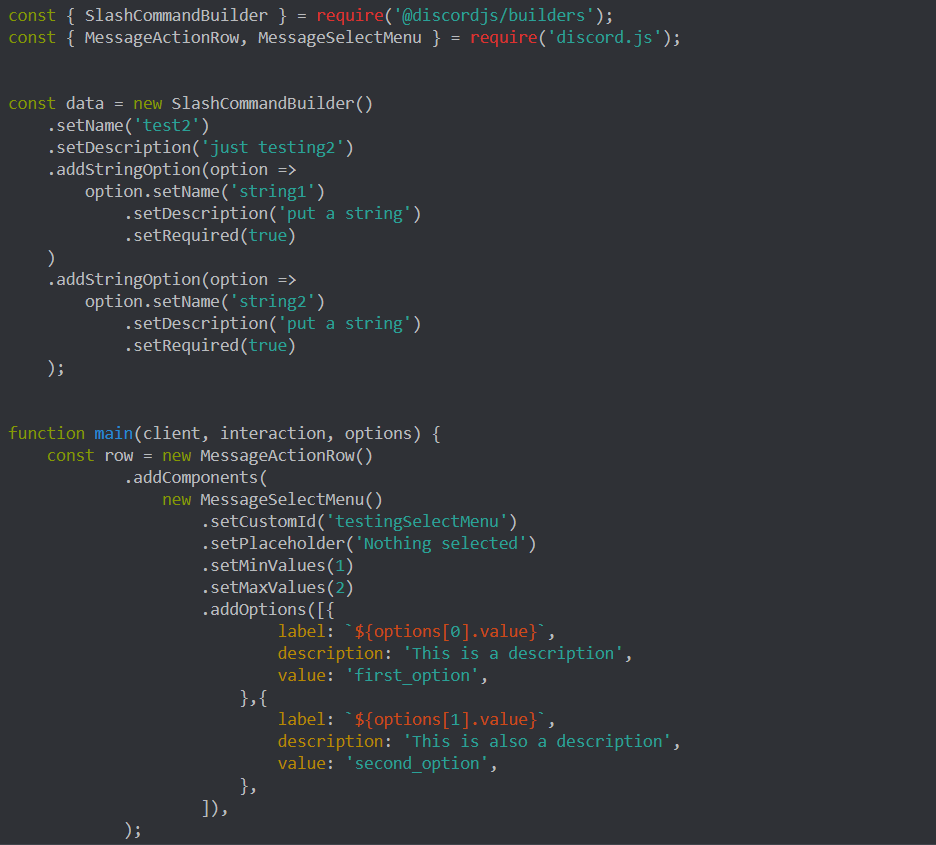 const { SlashCommandBuilder } = require('@discordjs/builders');
const { MessageActionRow, MessageSelectMenu } = require('discord.js');
const data = new SlashCommandBuilder()
    .setName('test2')
    .setDescription('just testing2')
    .addStringOption(option =>
        option.setName('string1')
            .setDescription('put a string')
            .setRequired(true)
    )
    .addStringOption(option =>
        option.setName('string2')
            .setDescription('put a string')
            .setRequired(true)
    );
function main(client, interaction, options) {
    const row = new MessageActionRow()
            .addComponents(
                new MessageSelectMenu()
                    .setCustomId('testingSelectMenu')
                    .setPlaceholder('Nothing selected')
                    .setMinValues(1)
                    .setMaxValues(2)
                    .addOptions([{
                            label: `${options[0].value}`,
                            description: 'This is a description',
                            value: 'first_option',
                        },{
                            label: `${options[1].value}`,
                            description: 'This is also a description',
                            value: 'second_option',
                        },
                    ]),
            );